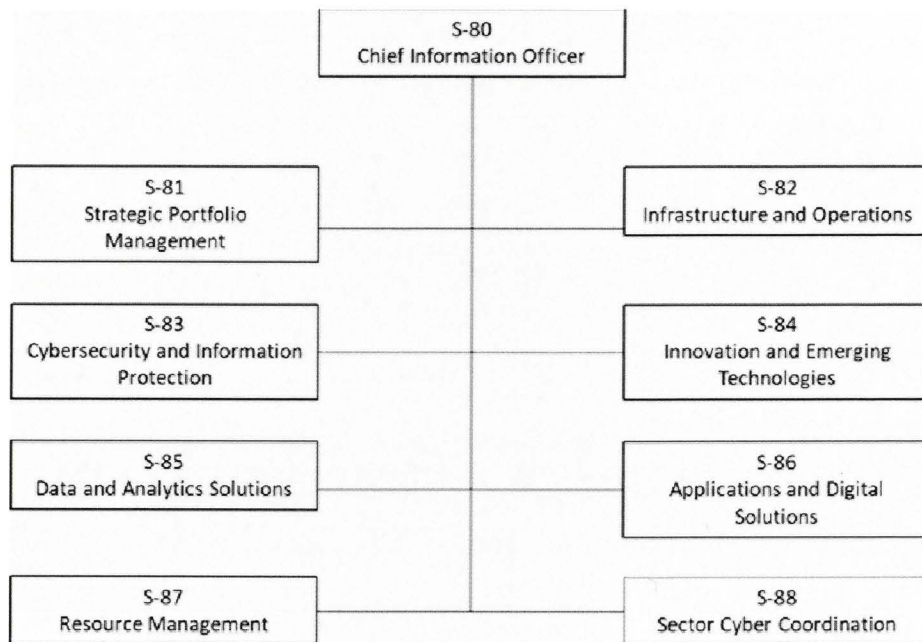 S-80
Chief Information Officer
S-81
Strategic Portfolio
Management
S-82
Infrastructure and Operations
S-83
Cybersecurity and Information
Protection
S-84
Innovation and Emerging
Technologies
S-85
Data and Analytics Solutions
S-86
Applications and Digital
Solutions
S-87
Resource Management
S-88
Sector Cyber Coordination